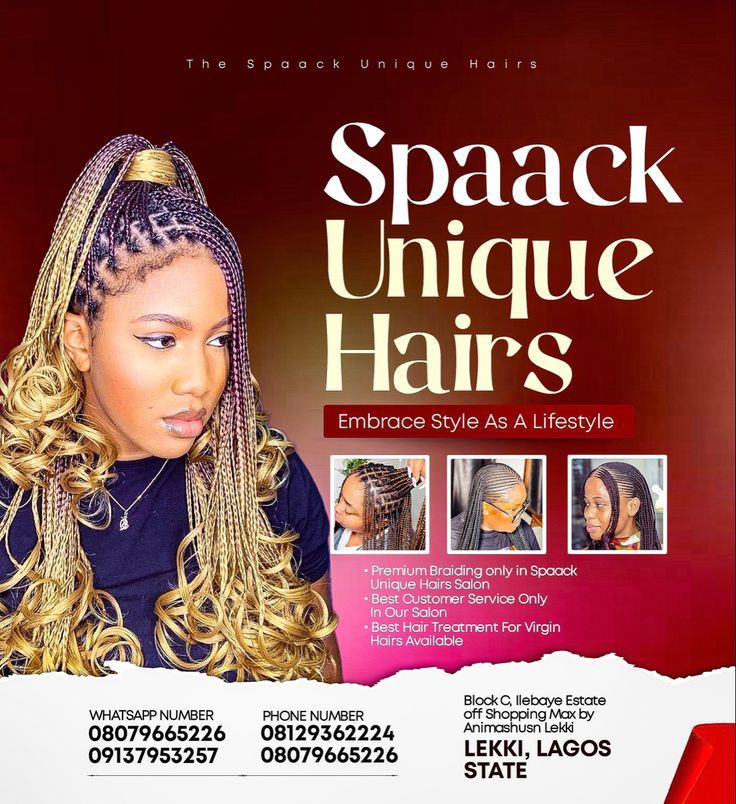 The Spaack Unique Hairs
Spaack
Unique
Hairs
Embrace Style As A Lifestyle
• Premium Braiding only in Spaack
Unique Hairs Salon
• Best Customer Service Only
In Our Salon
• Best Hair Treatment For Virgin
Hairs Available
WHATSAPP NUMBER
08079665226
09137953257
PHONE NUMBER
08129362224
08079665226
Block C, Ilebaye Estate
off Shopping Max by
Animashusn Lekki
LEKKI, LAGOS
STATE